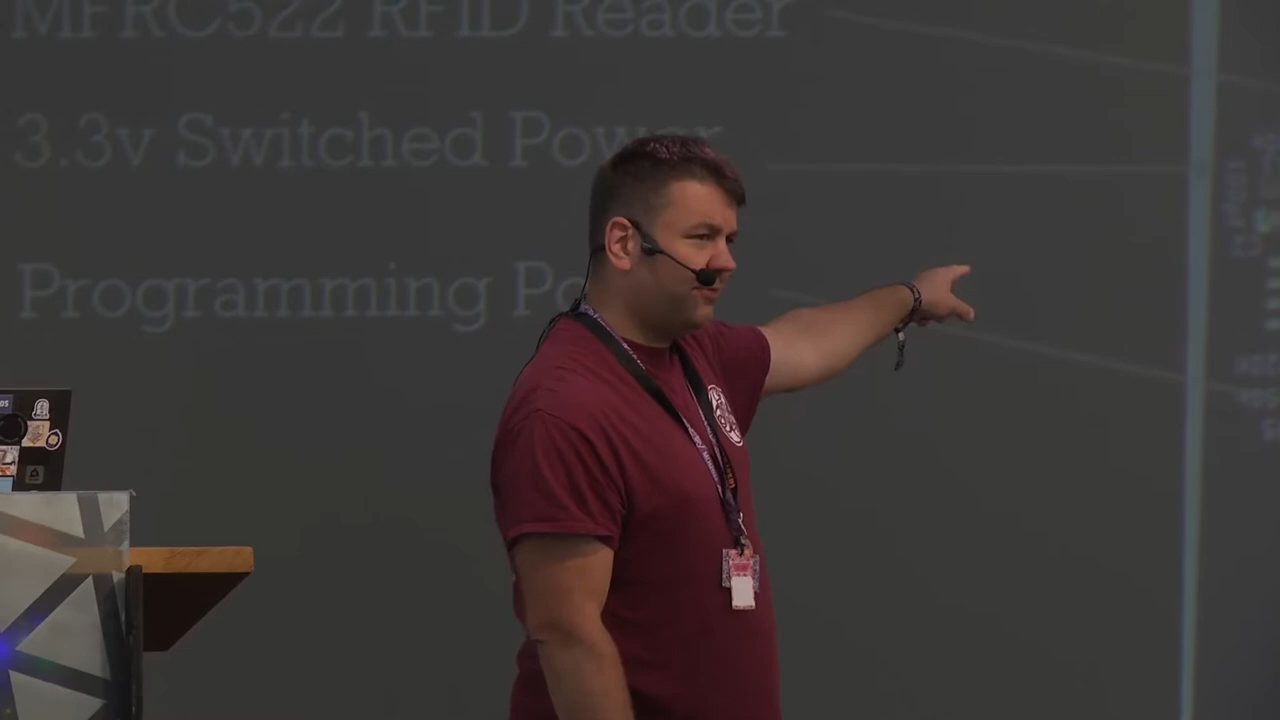 MFRC522 RFID Reader
3.3v Switched Power
Programming Po